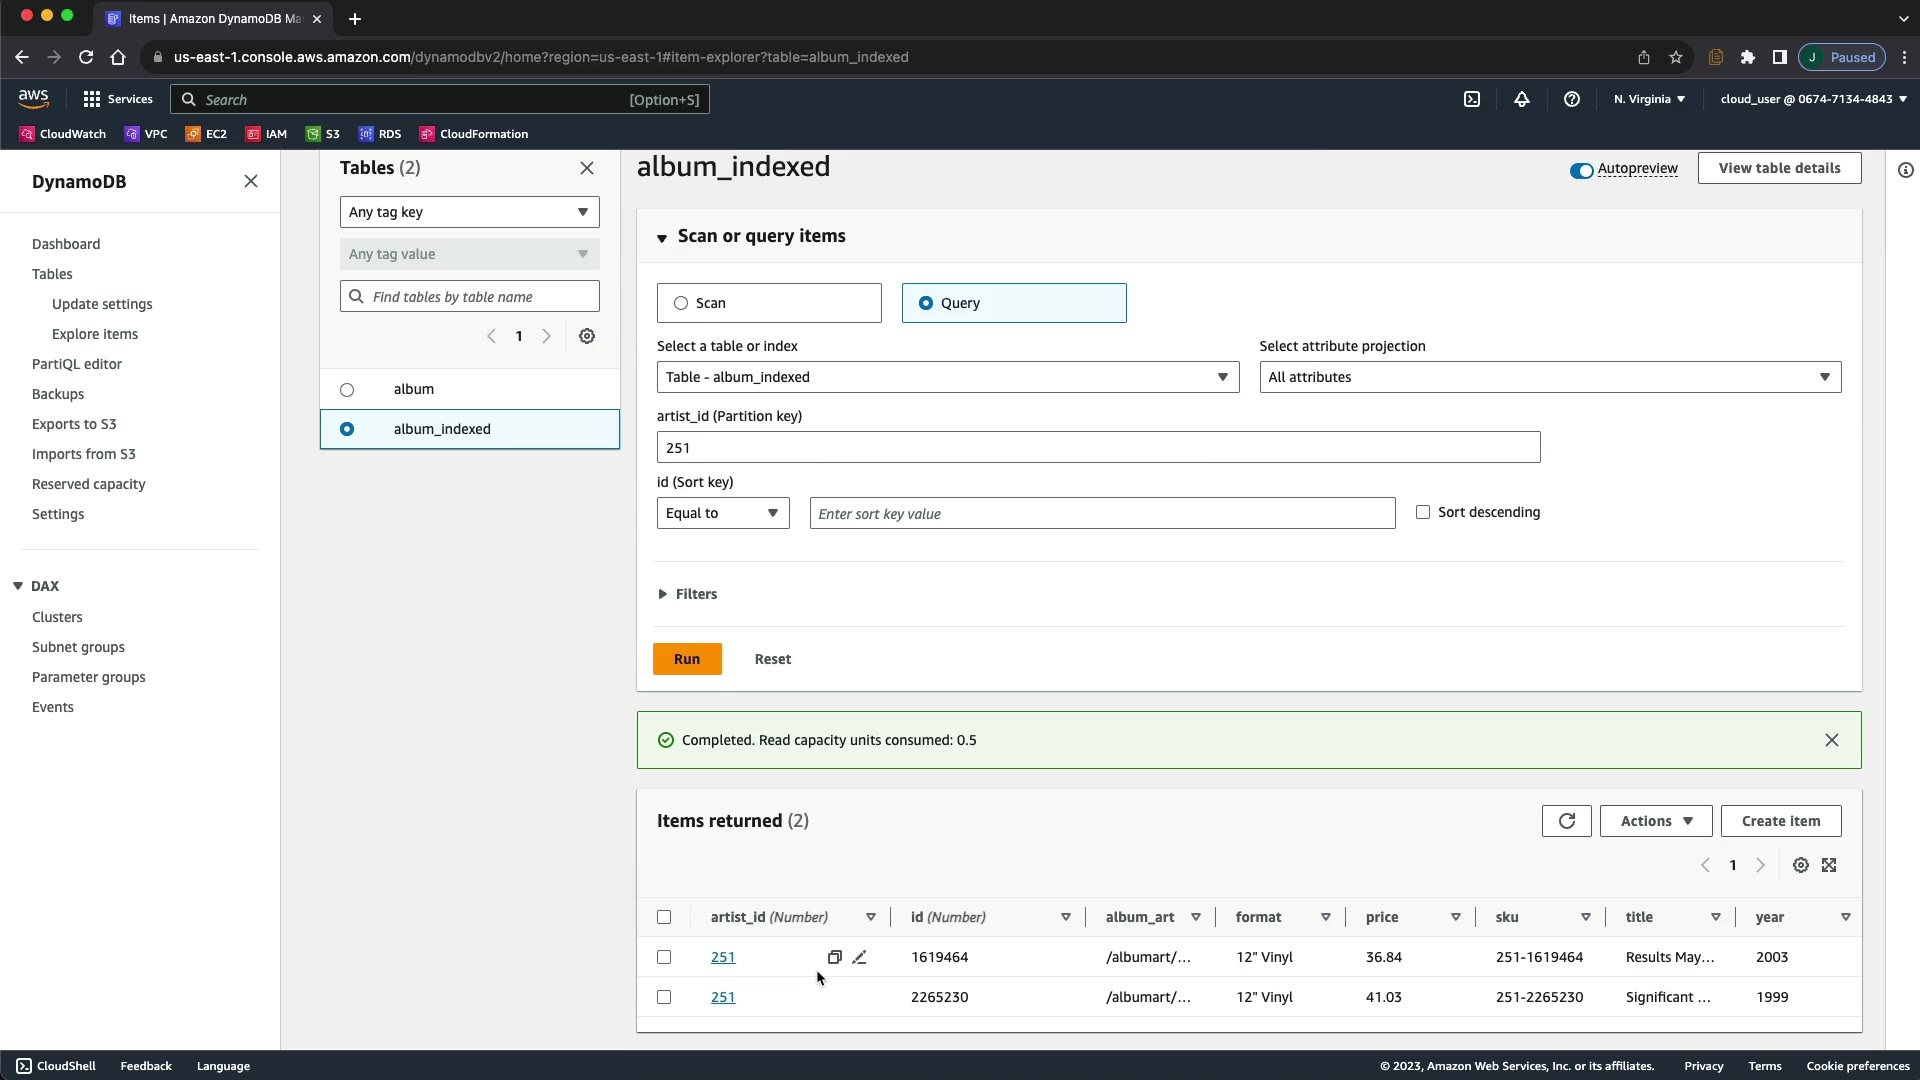 Items | Amazon DynamoDB Ma
us-east-1.console.aws.amazon.com/dynamodbv2/home?region=us-east-1#item-explorer?table=album_indexed
J Paused
aws
Services
Search
[Option+S]
N. Virginia
cloud_user @ 0674-7134-4843
CloudWatch
VPC
EC2
IAM
S3
RDS
CloudFormation
DynamoDB
Dashboard
Tables
Update settings
Explore items
PartiQL editor
Backups
Exports to S3
Imports from S3
Reserved capacity
Settings
DAX
Clusters
Subnet groups
Parameter groups
Events
Tables (2)
Any tag key
Any tag value
Find tables by table name
1
album
album_indexed
album_indexed
Autopreview
View table details
Scan or query items
Scan
Query
Select a table or index
Select attribute projection
Table - album_indexed
All attributes
artist_id (Partition key)
251
id (Sort key)
Equal to
Enter sort key value
Sort descending
Filters
Run
Reset
Completed. Read capacity units consumed: 0.5
Items returned (2)
Actions
Create item
1
artist_id (Number) id (Number) album_art format price sku title year
251 1619464 /albumart/... 12" Vinyl 36.84 251-1619464 Results May... 2003
251 2265230 /albumart/... 12" Vinyl 41.03 251-2265230 Significant ... 1999
CloudShell
Feedback
Language
© 2023, Amazon Web Services, Inc. or its affiliates.
Privacy
Terms
Cookie preferences